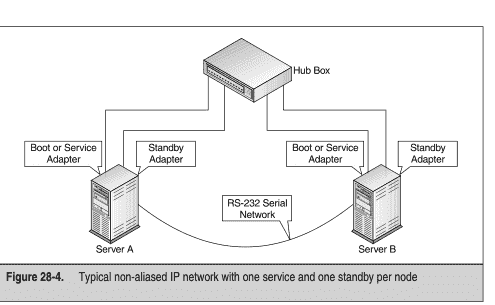 Hub Box
Boot or Service
Adapter
Standby
Adapter
Boot or Service
Adapter
Standby
Adapter
RS-232 Serial
Network
Server A
Server B
Figure 28-4. Typical non-aliased IP network with one service and one standby per node